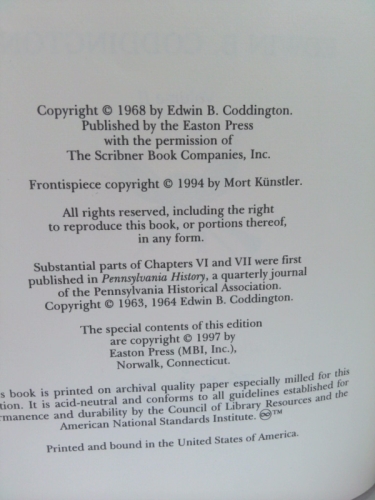 Copyright © 1968 by Edwin B. Coddington.
Published by the Easton Press
with the permission of
The Scribner Book Companies, Inc.
Frontispiece copyright © 1994 by Mort Künstler.
All rights reserved, including the right
to reproduce this book, or portions thereof,
in any form.
Substantial parts of Chapters VI and VII were first
published in Pennsylvania History, a quarterly journal
of the Pennsylvania Historical Association.
Copyright © 1963, 1964 Edwin B. Coddington.
The special contents of this edition
are copyright © 1997 by
Easton Press (MBI, Inc.),
Norwalk, Connecticut.
s book is printed on archival quality paper especially milled for this
tion. It is acid-neutral and conforms to all guidelines established for
rmanence and durability by the Council of Library Resources and the
American National Standards Institute. ♾™
Printed and bound in the United States of America.